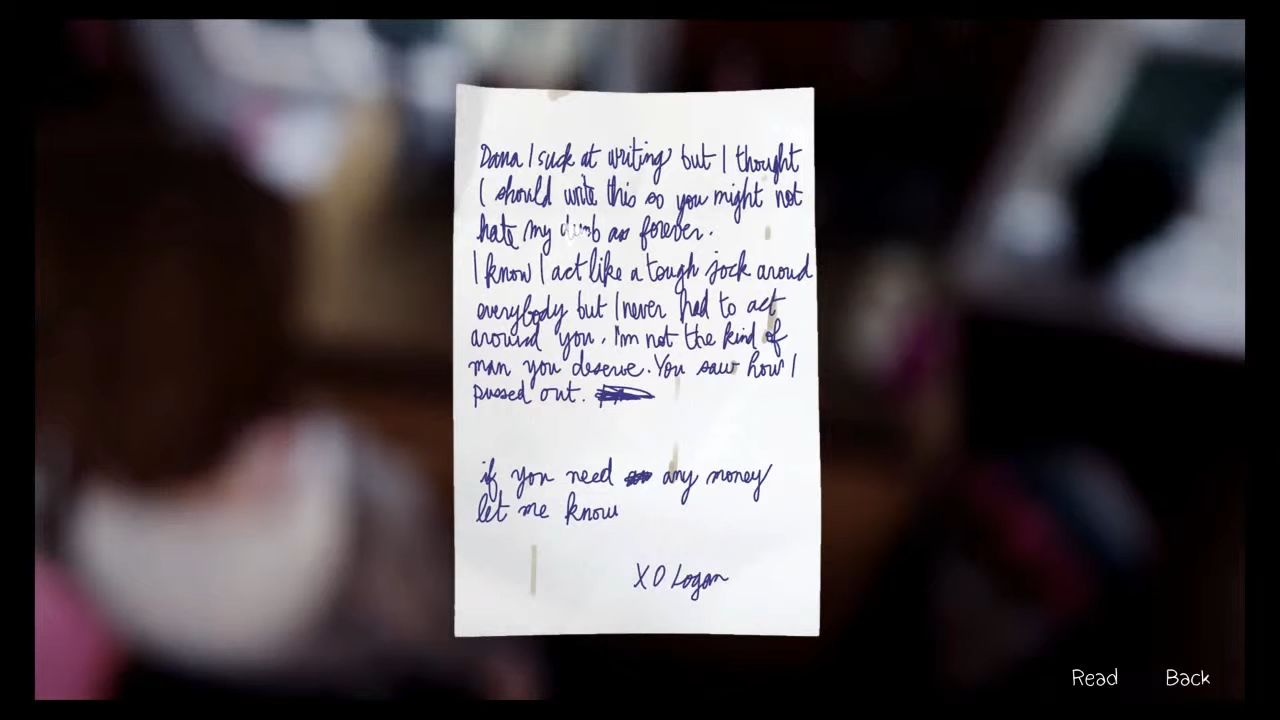 Dana I suck at writing but I thought
I should write this so you might not
hate my dumb ass forever.
I know I act like a tough jock aroud
everybody but I never had to act
around you. I'm not the kind of
man you deserve. You saw how I
pussed out.
if you need any money
let me know
XO Logan
Read Back